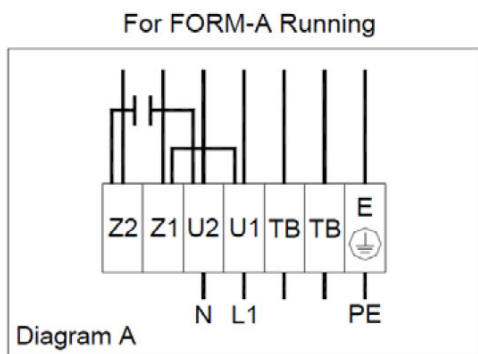 For FORM-A Running
E
Z2 Z1 U2 U1 TB TB
N L1 PE
Diagram A